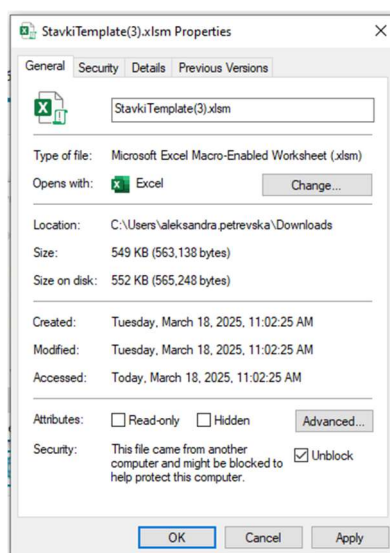 StavkiTemplate(3).xlsm Properties
General Security Details Previous Versions
StavkiTemplate(3).xlsm
Type of file: Microsoft Excel Macro-Enabled Worksheet (.xlsm)
Opens with: Excel Change...
Location: C:\Users\aleksandra.petrevska\Downloads
Size: 549 KB (563,138 bytes)
Size on disk: 552 KB (565,248 bytes)
Created: Tuesday, March 18, 2025, 11:02:25 AM
Modified: Tuesday, March 18, 2025, 11:02:25 AM
Accessed: Today, March 18, 2025, 11:02:25 AM
Attributes: Read-only Hidden Advanced...
Security: This file came from another
computer and might be blocked to
help protect this computer.
Unblock
OK Cancel Apply